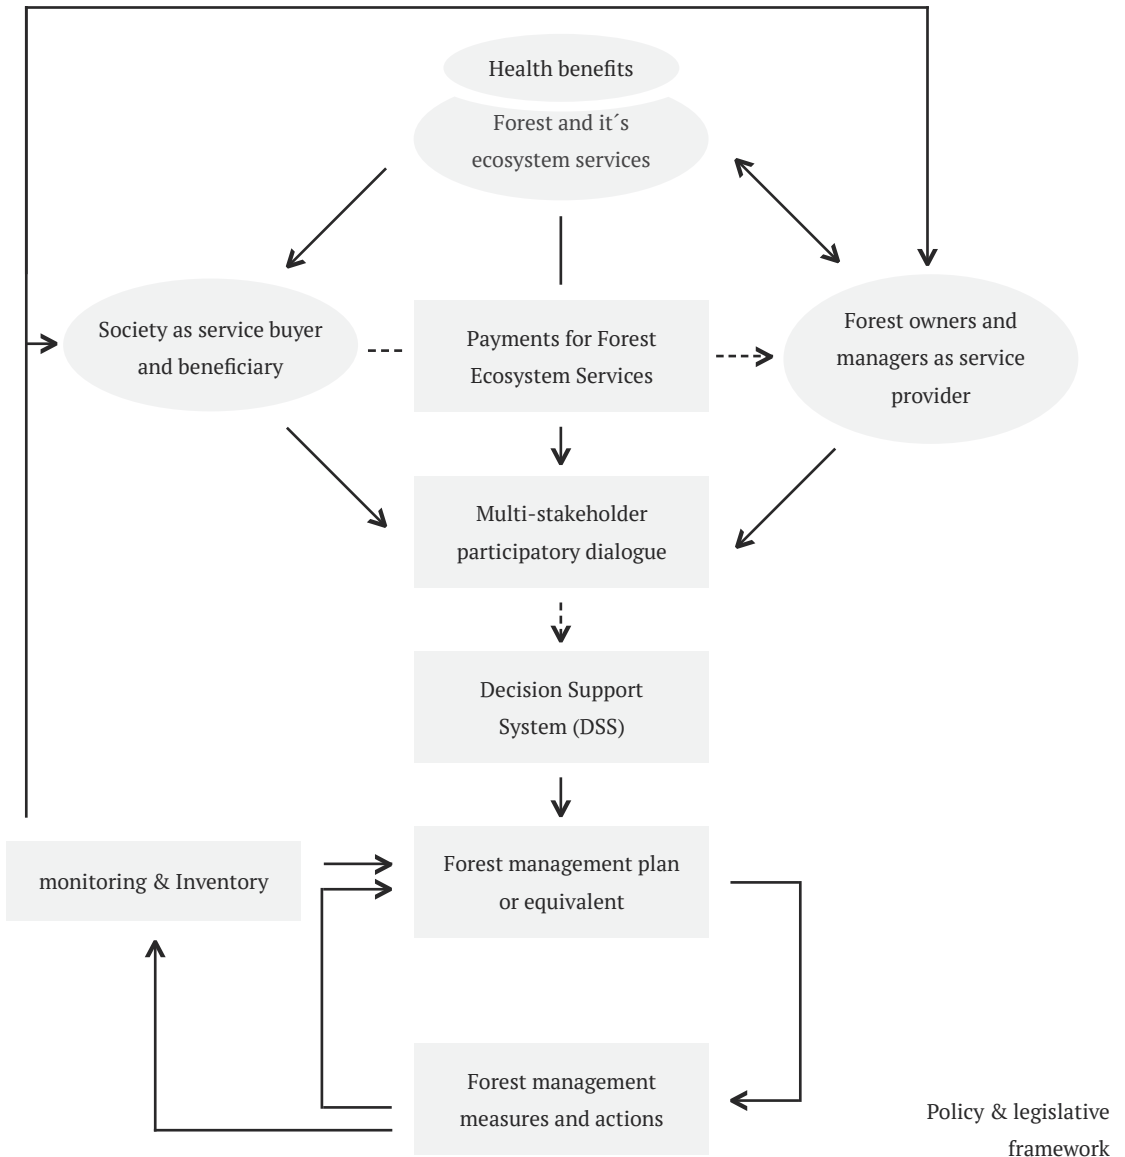 Health benefits
Forest and it´s
ecosystem services
Society as service buyer
and beneficiary
Payments for Forest
Ecosystem Services
Forest owners and
managers as service
provider
Multi-stakeholder
participatory dialogue
Decision Support
System (DSS)
monitoring & Inventory
Forest management plan
or equivalent
Forest management
measures and actions
Policy & legislative
framework